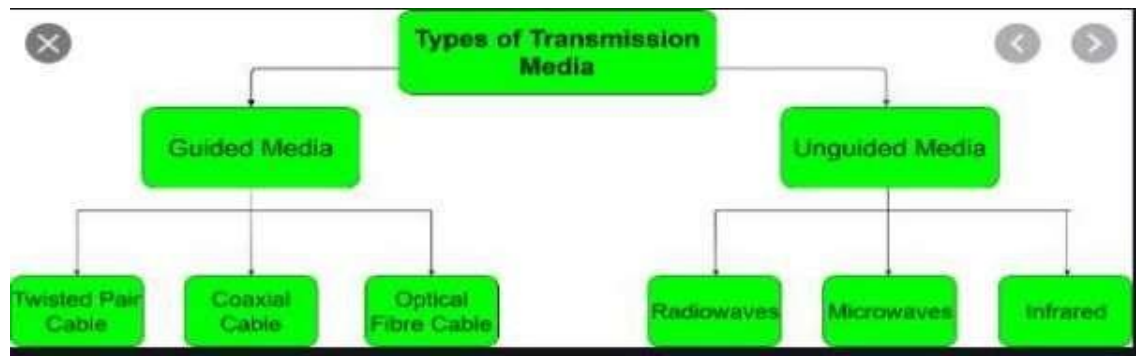 Types of Transmission
Media
Guided Media
Unguided Media
Twisted Pair
Cable
Coaxial
Cable
Optical
Fibre Cable
Radiowaves
Microwaves
Infrared